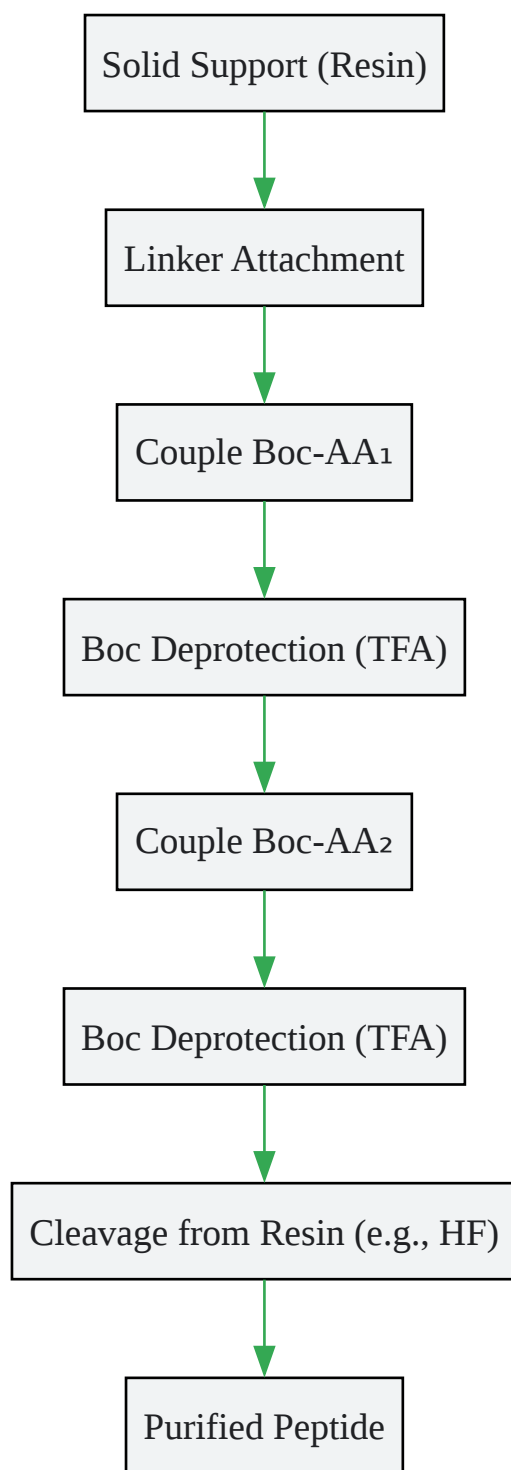 Solid Support (Resin)
Linker Attachment
Couple Boc-AA₁
Boc Deprotection (TFA)
Couple Boc-AA₂
Boc Deprotection (TFA)
Cleavage from Resin (e.g., HF)
Purified Peptide